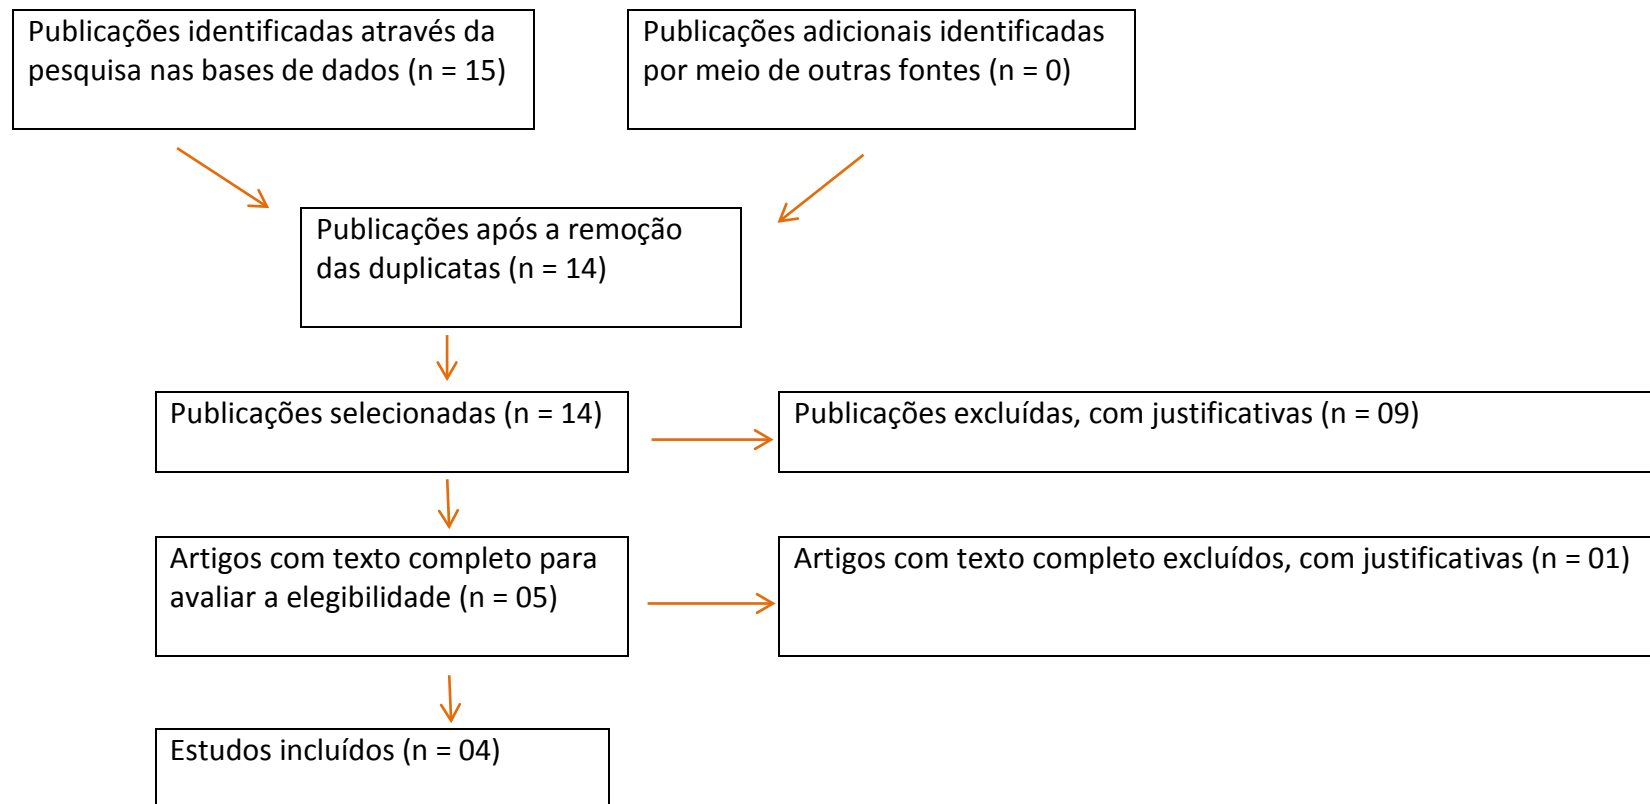 Publicações identificadas através da
pesquisa nas bases de dados (n = 15)
Publicações adicionais identificadas
por meio de outras fontes (n = 0)
Publicações após a remoção
das duplicatas (n = 14)
Publicações selecionadas (n = 14)
Publicações excluídas, com justificativas (n = 09)
Artigos com texto completo para
avaliar a elegibilidade (n = 05)
Artigos com texto completo excluídos, com justificativas (n = 01)
Estudos incluídos (n = 04)